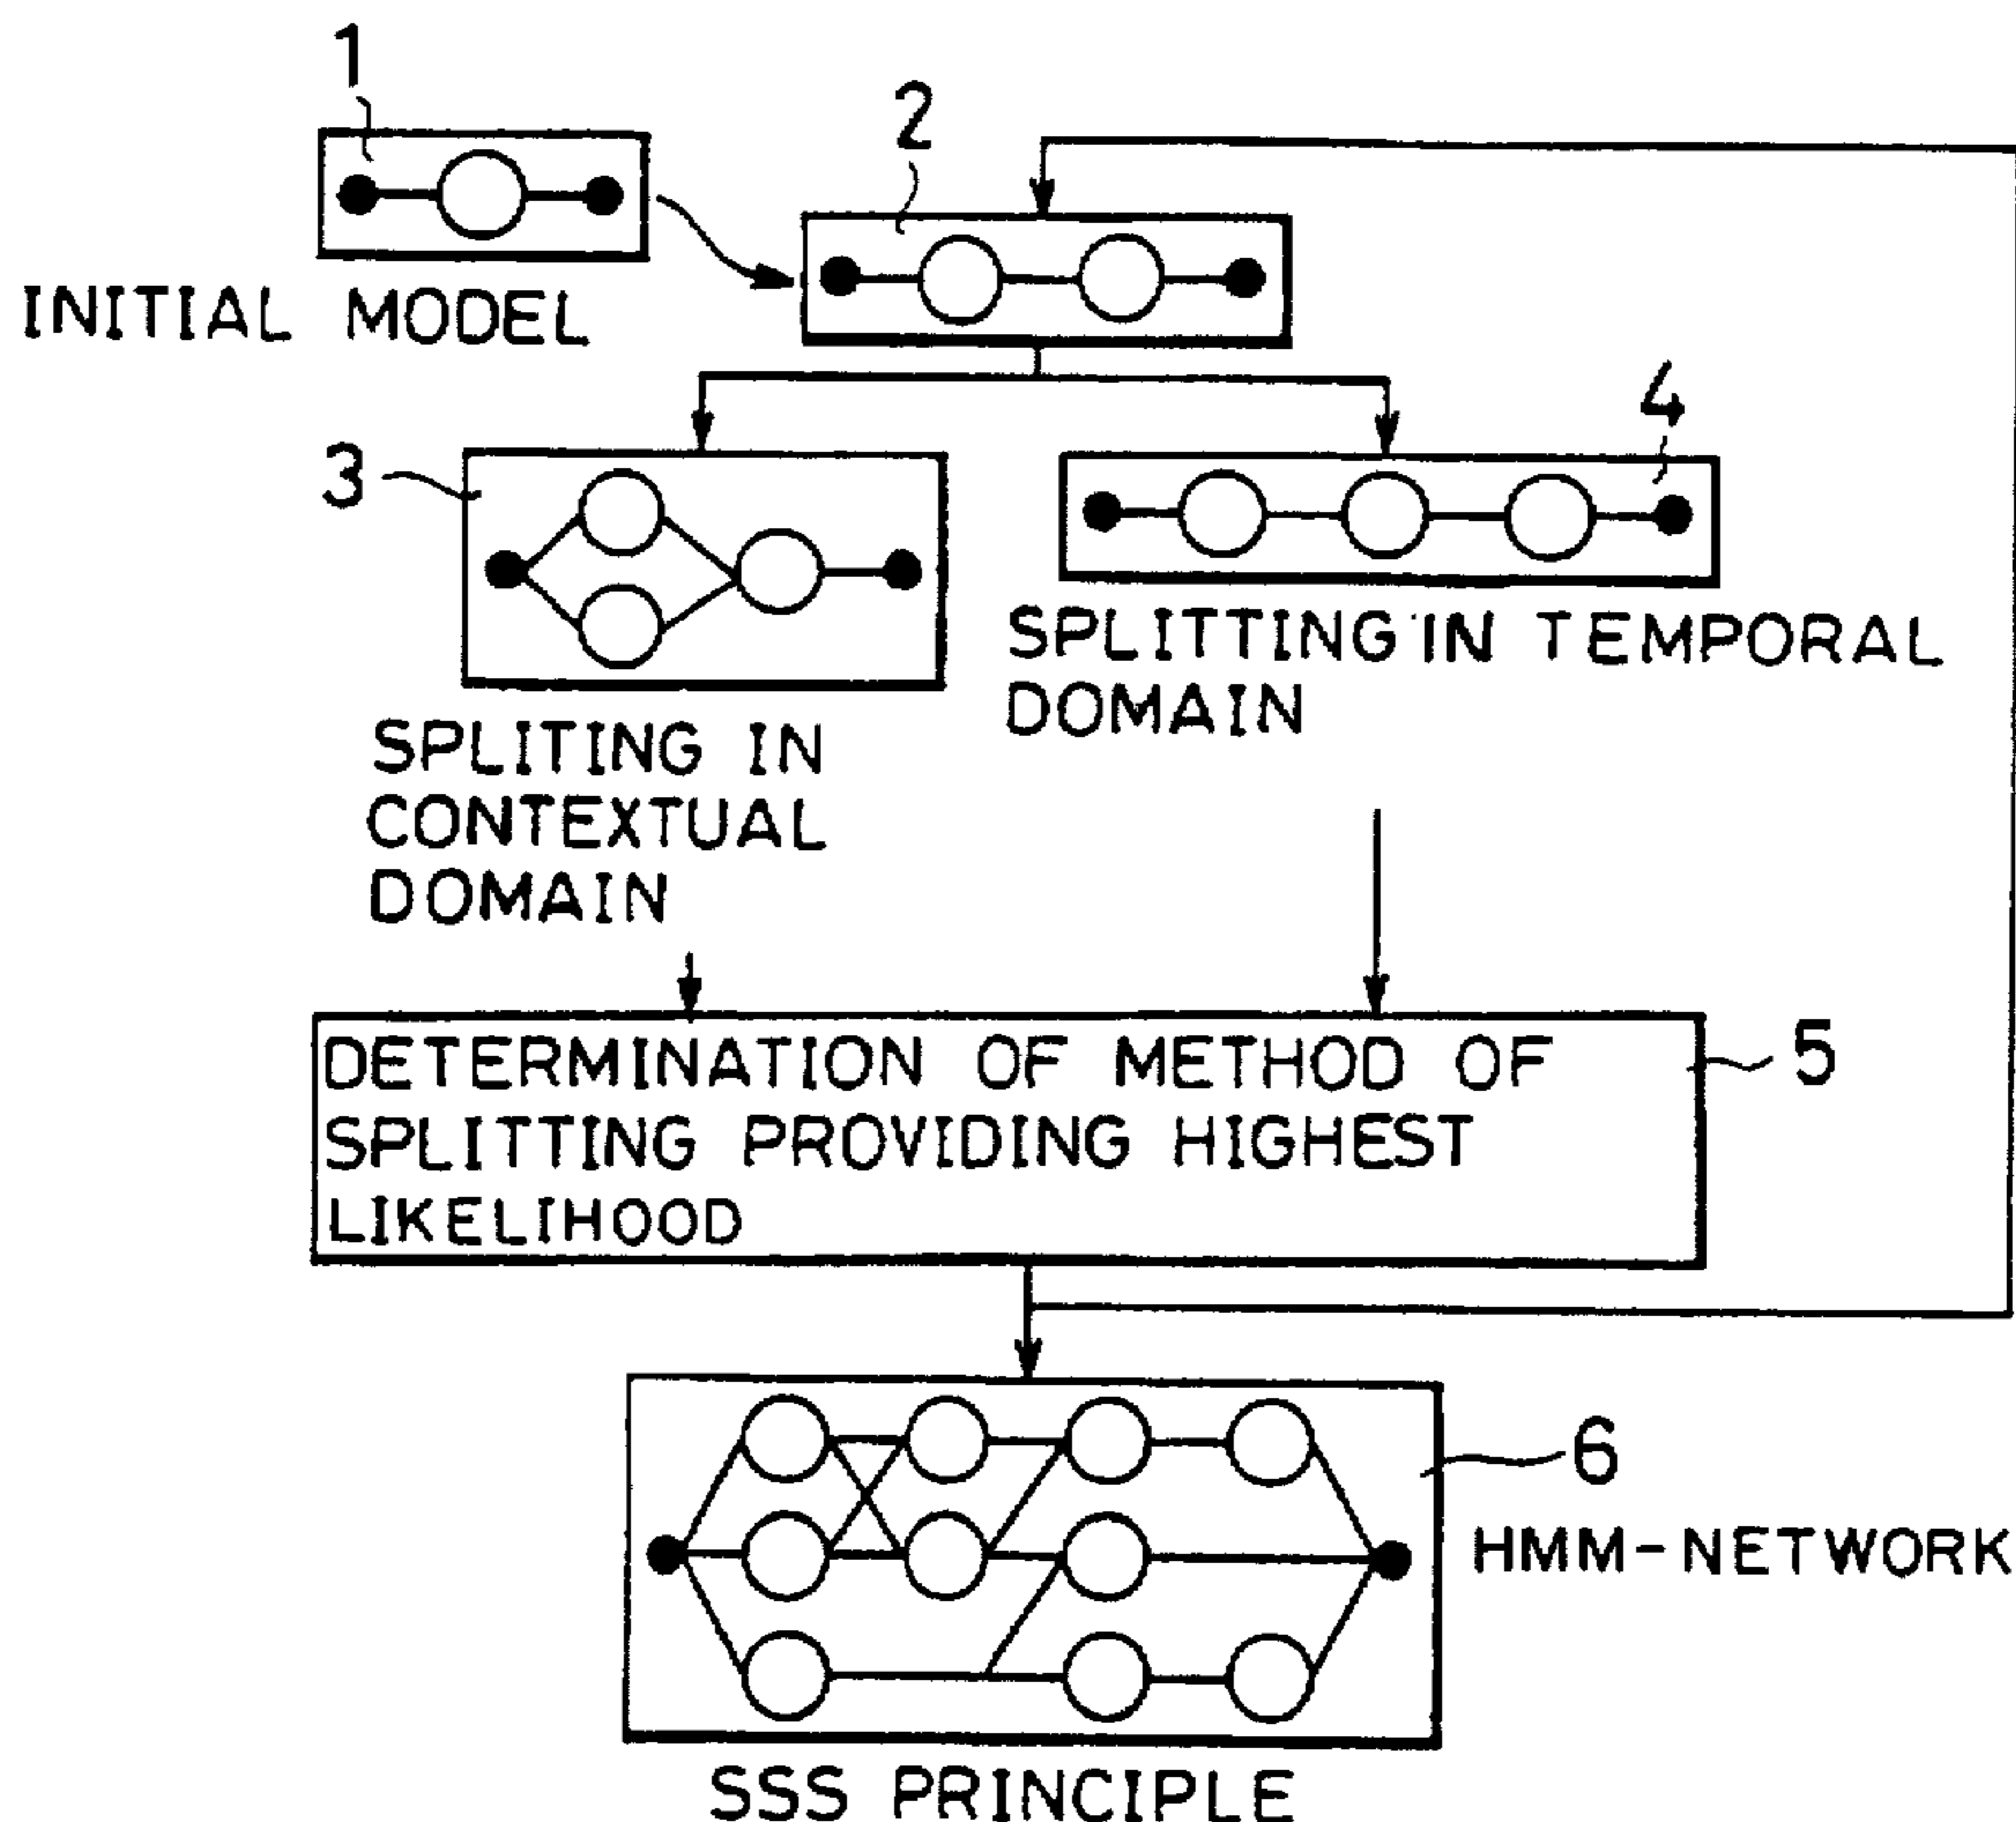 1
2
INITIAL MODEL
3
4
SPLITTING IN TEMPORAL
DOMAIN
SPLITING IN
CONTEXTUAL
DOMAIN
DETERMINATION OF METHOD OF
SPLITTING PROVIDING HIGHEST
LIKELIHOOD
5
6
HMM-NETWORK
SSS PRINCIPLE